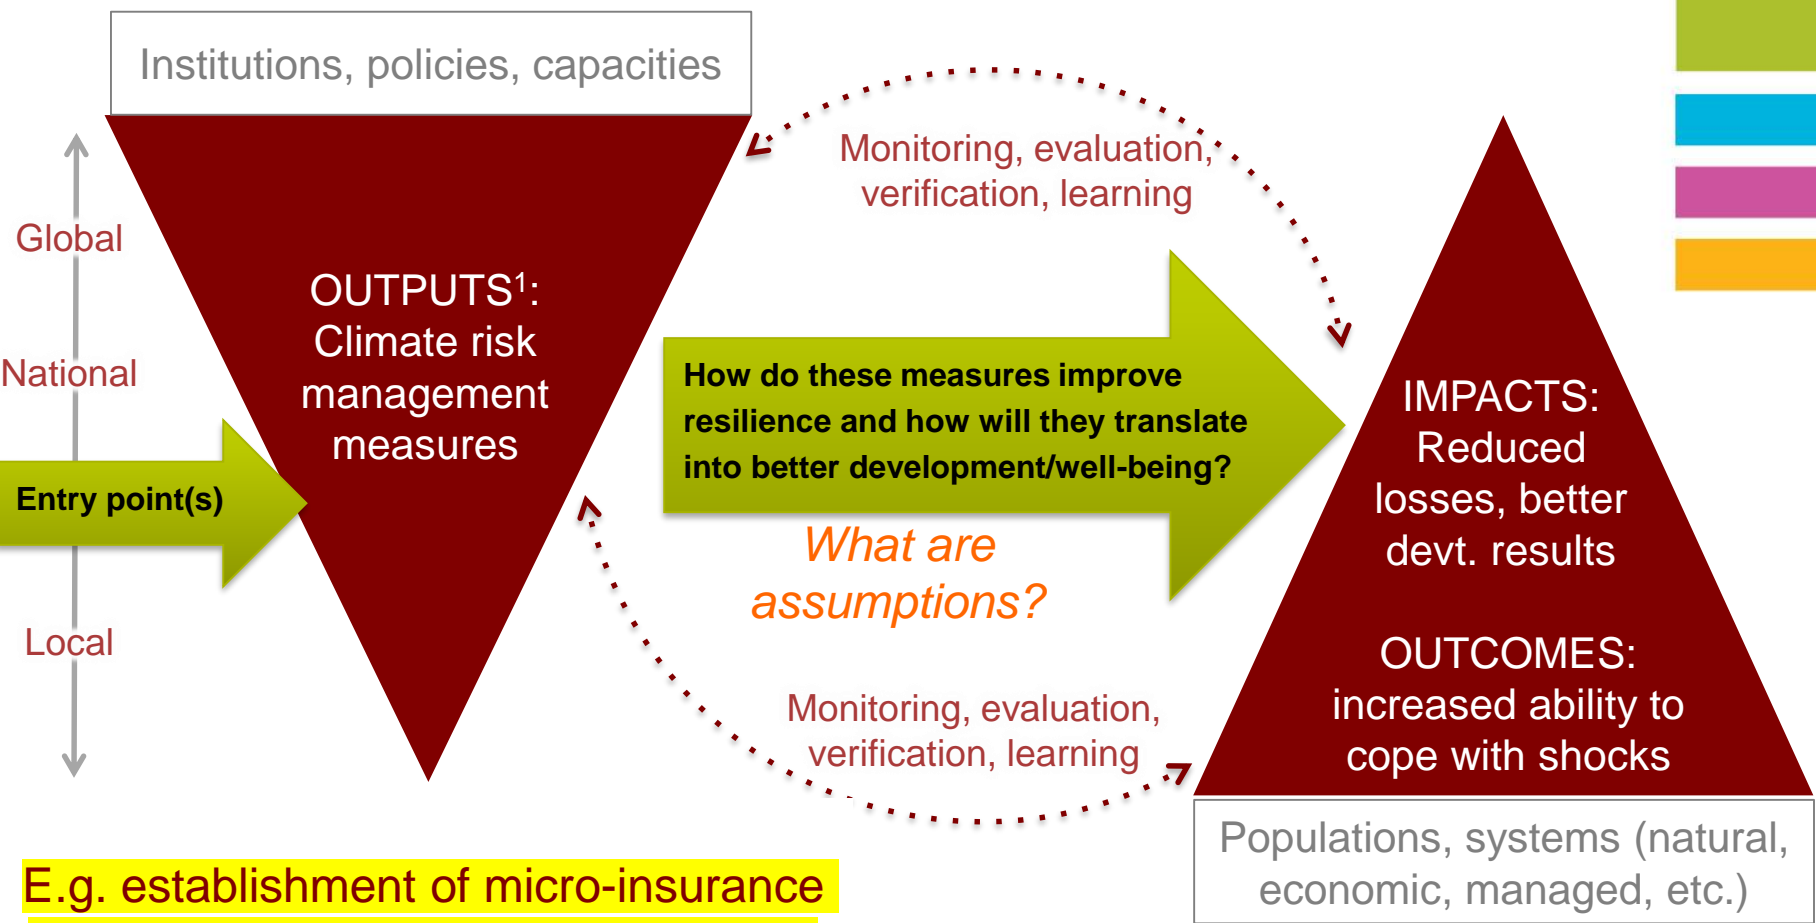 Institutions, policies, capacities
Global
National
Local
Entry point(s)
OUTPUTS¹:
Climate risk
management
measures
Monitoring, evaluation,
verification, learning
How do these measures improve
resilience and how will they translate
into better development/well-being?
What are
assumptions?
Monitoring, evaluation,
verification, learning
IMPACTS:
Reduced
losses, better
devt. results
OUTCOMES:
increased ability to
cope with shocks
Populations, systems (natural,
economic, managed, etc.)
E.g. establishment of micro-insurance